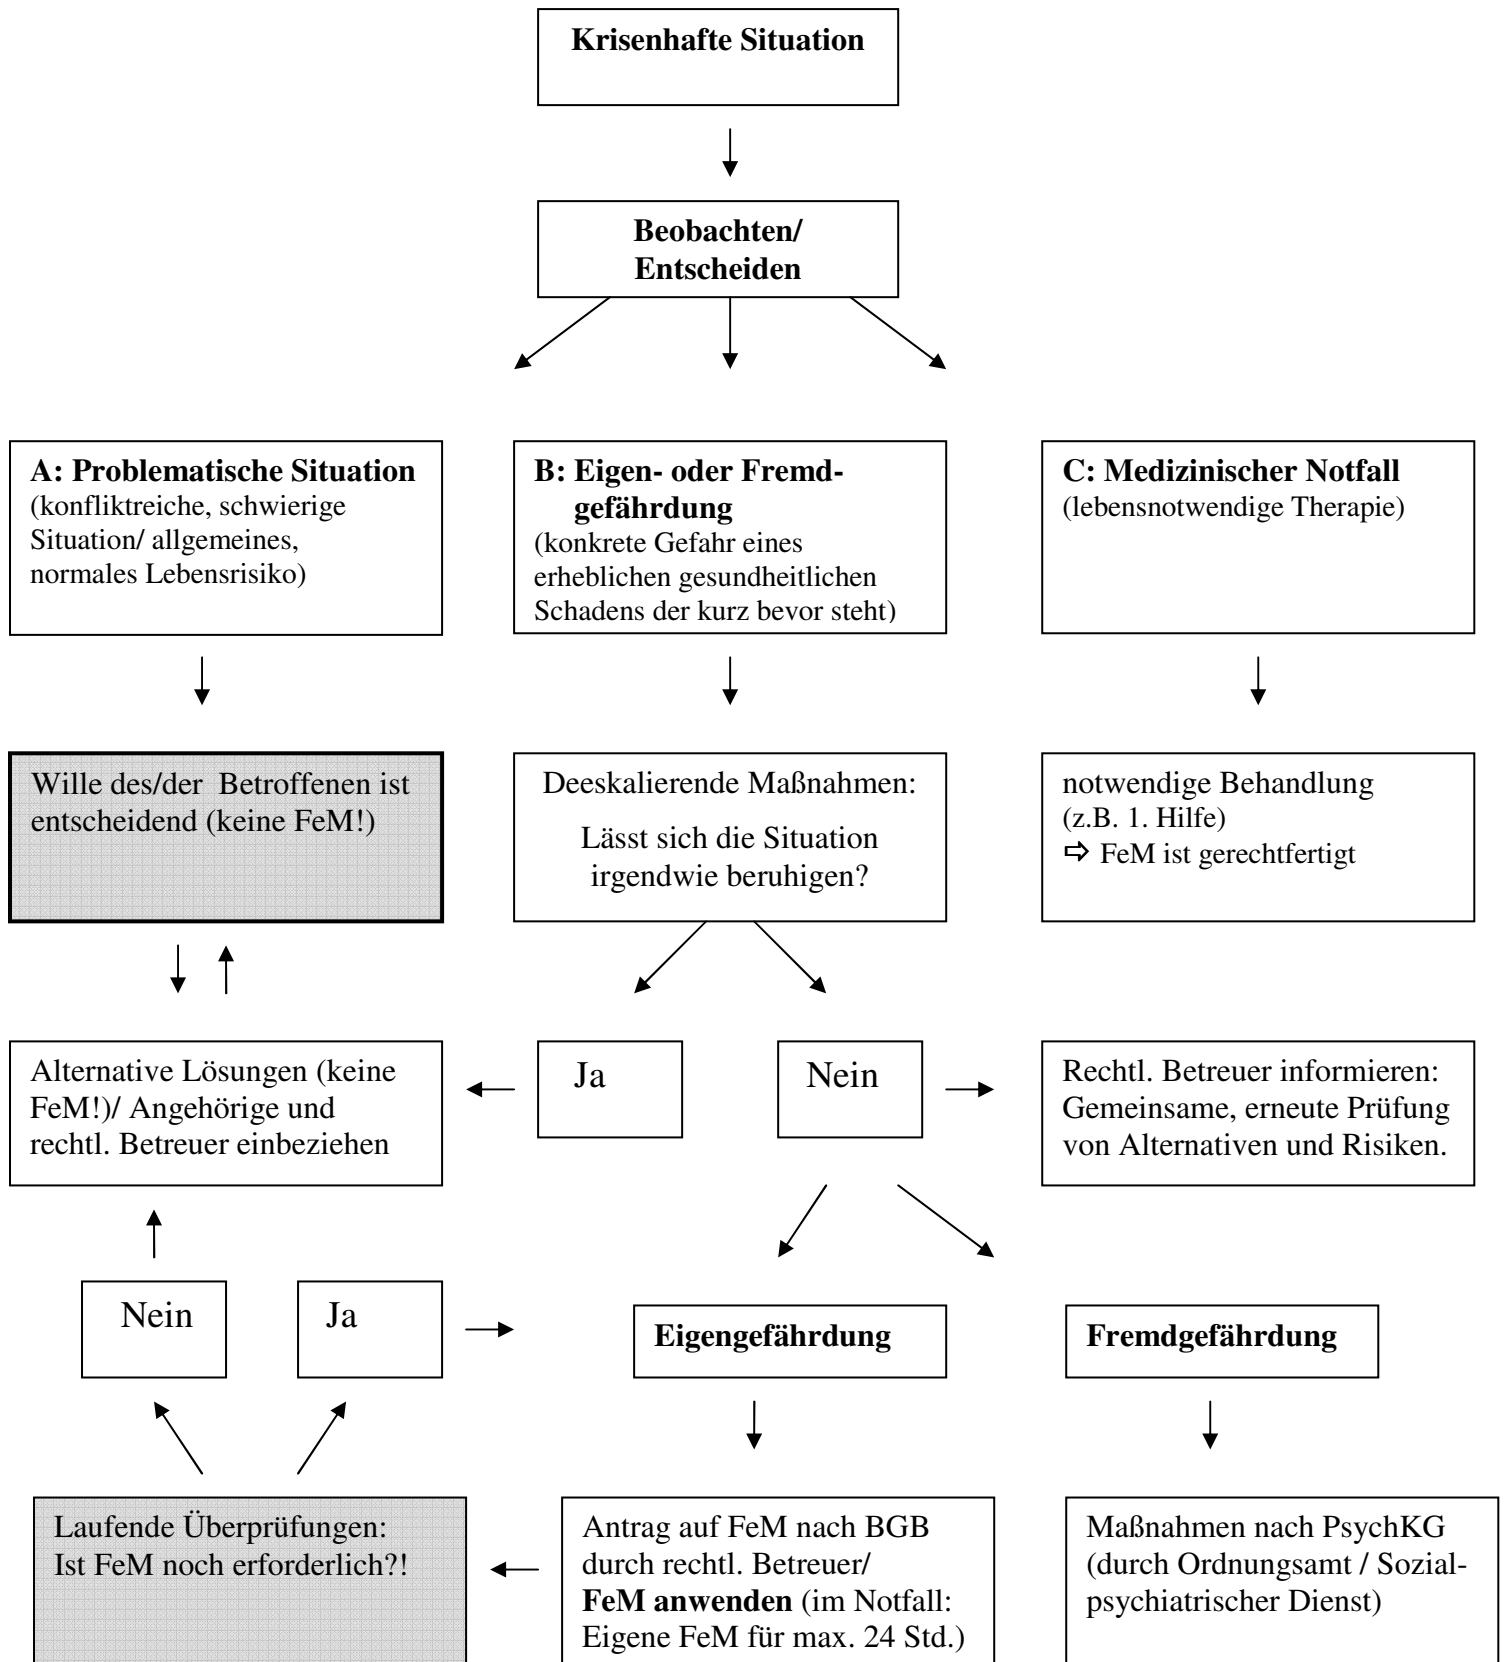 Krisenhafte Situation
Beobachten/
Entscheiden
A: Problematische Situation
(konfliktreiche, schwierige
Situation/ allgemeines,
normales Lebensrisiko)
B: Eigen- oder Fremd-
gefährdung
(konkrete Gefahr eines
erheblichen gesundheitlichen
Schadens der kurz bevor steht)
C: Medizinischer Notfall
(lebensnotwendige Therapie)
Wille des/der Betroffenen ist
entscheidend (keine FeM!)
Deeskalierende Maßnahmen:
Lässt sich die Situation
irgendwie beruhigen?
notwendige Behandlung
(z.B. 1. Hilfe)
⇨ FeM ist gerechtfertigt
Alternative Lösungen (keine
FeM!)/ Angehörige und
rechtl. Betreuer einbeziehen
Ja
Nein
Rechtl. Betreuer informieren:
Gemeinsame, erneute Prüfung
von Alternativen und Risiken.
Nein
Ja
Eigengefährdung
Fremdgefährdung
Laufende Überprüfungen:
Ist FeM noch erforderlich?!
Antrag auf FeM nach BGB
durch rechtl. Betreuer/
FeM anwenden (im Notfall:
Eigene FeM für max. 24 Std.)
Maßnahmen nach PsychKG
(durch Ordnungsamt / Sozial-
psychiatrischer Dienst)